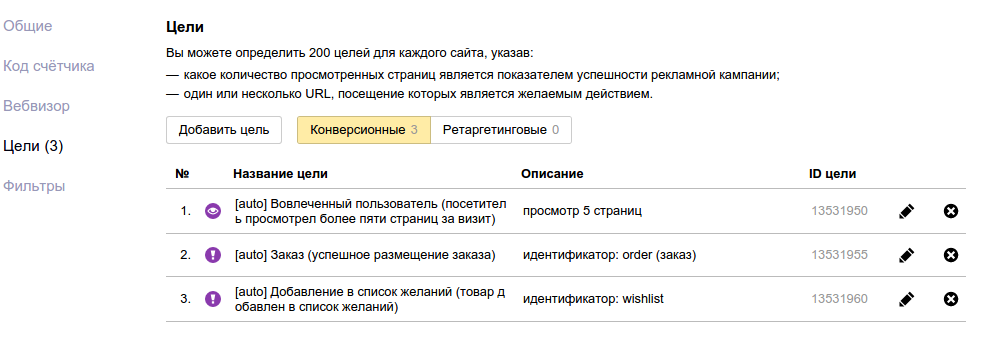 Общие
Код счётчика
Вебвизор
Цели (3)
Фильтры
Цели
Вы можете определить 200 целей для каждого сайта, указав:
— какое количество просмотренных страниц является показателем успешности рекламной кампании;
— один или несколько URL, посещение которых является желаемым действием.
Добавить цель Конверсионные 3 Ретаргетинговые 0
№ Название цели Описание ID цели
1. [auto] Вовлеченный пользователь (посетител
ь просмотрел более пяти страниц за визит) просмотр 5 страниц 13531950
2. [auto] Заказ (успешное размещение заказа) идентификатор: order (заказ) 13531955
3. [auto] Добавление в список желаний (товар д
обавлен в список желаний) идентификатор: wishlist 13531960